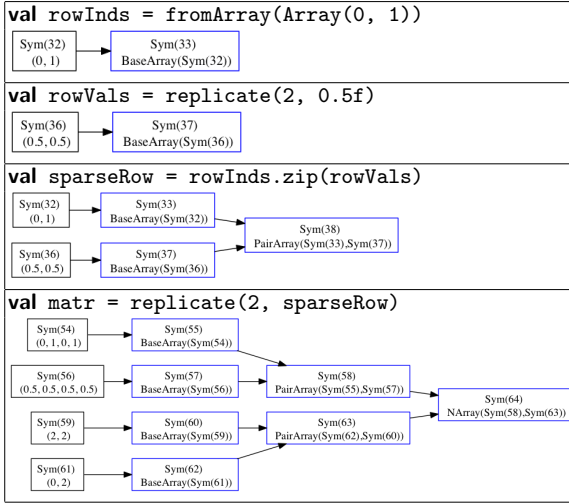 val rowInds = fromArray(Array(0, 1))
Sym(32)
(0, 1)
Sym(33)
BaseArray(Sym(32))
val rowVals = replicate(2, 0.5f)
Sym(36)
(0.5, 0.5)
Sym(37)
BaseArray(Sym(36))
val sparseRow = rowInds.zip(rowVals)
Sym(32)
(0, 1)
Sym(33)
BaseArray(Sym(32))
Sym(38)
PairArray(Sym(33),Sym(37))
Sym(36)
(0.5, 0.5)
Sym(37)
BaseArray(Sym(36))
val matr = replicate(2, sparseRow)
Sym(54)
(0, 1, 0, 1)
Sym(55)
BaseArray(Sym(54))
Sym(56)
(0.5, 0.5, 0.5, 0.5)
Sym(57)
BaseArray(Sym(56))
Sym(58)
PairArray(Sym(55),Sym(57))
Sym(64)
NArray(Sym(58),Sym(63))
Sym(59)
(2, 2)
Sym(60)
BaseArray(Sym(59))
Sym(63)
PairArray(Sym(62),Sym(60))
Sym(61)
(0, 2)
Sym(62)
BaseArray(Sym(61))